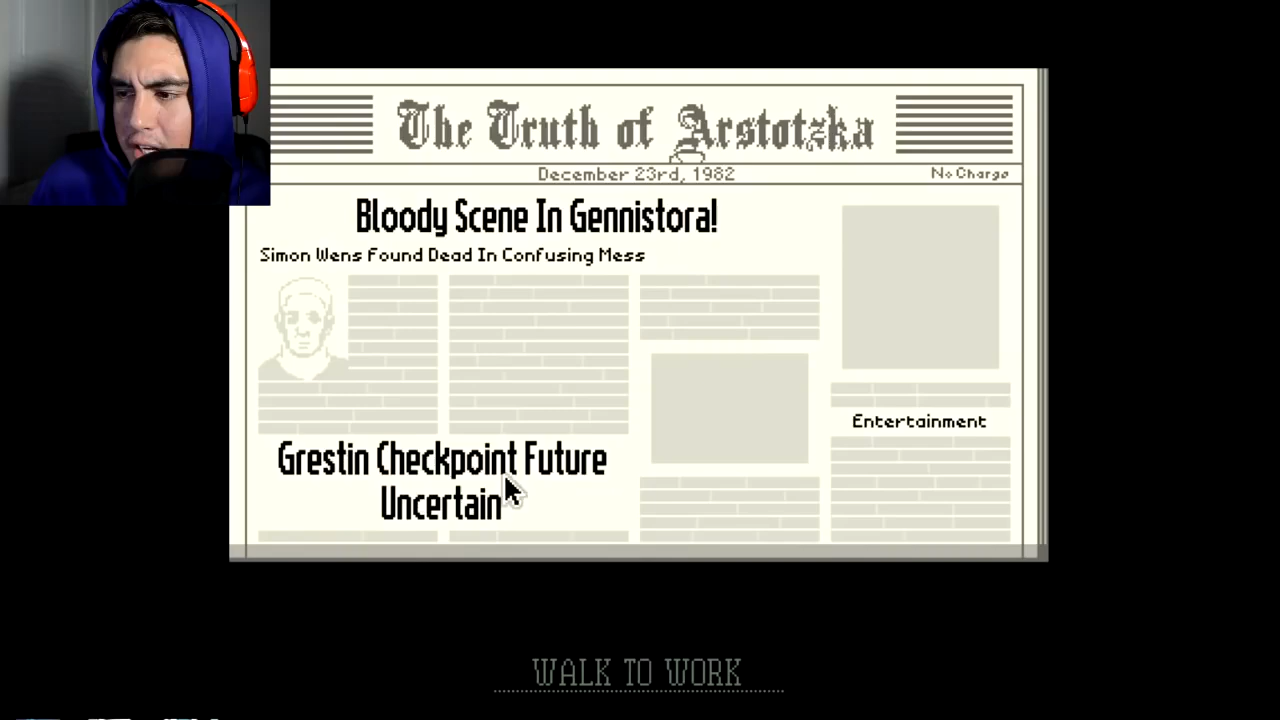 The Truth of Arstotzka
December 23rd, 1982
No Charge
Bloody Scene In Gennistora!
Simon Wens Found Dead In Confusing Mess
Grestin Checkpoint Future
Uncertain
Entertainment
WALK TO WORK